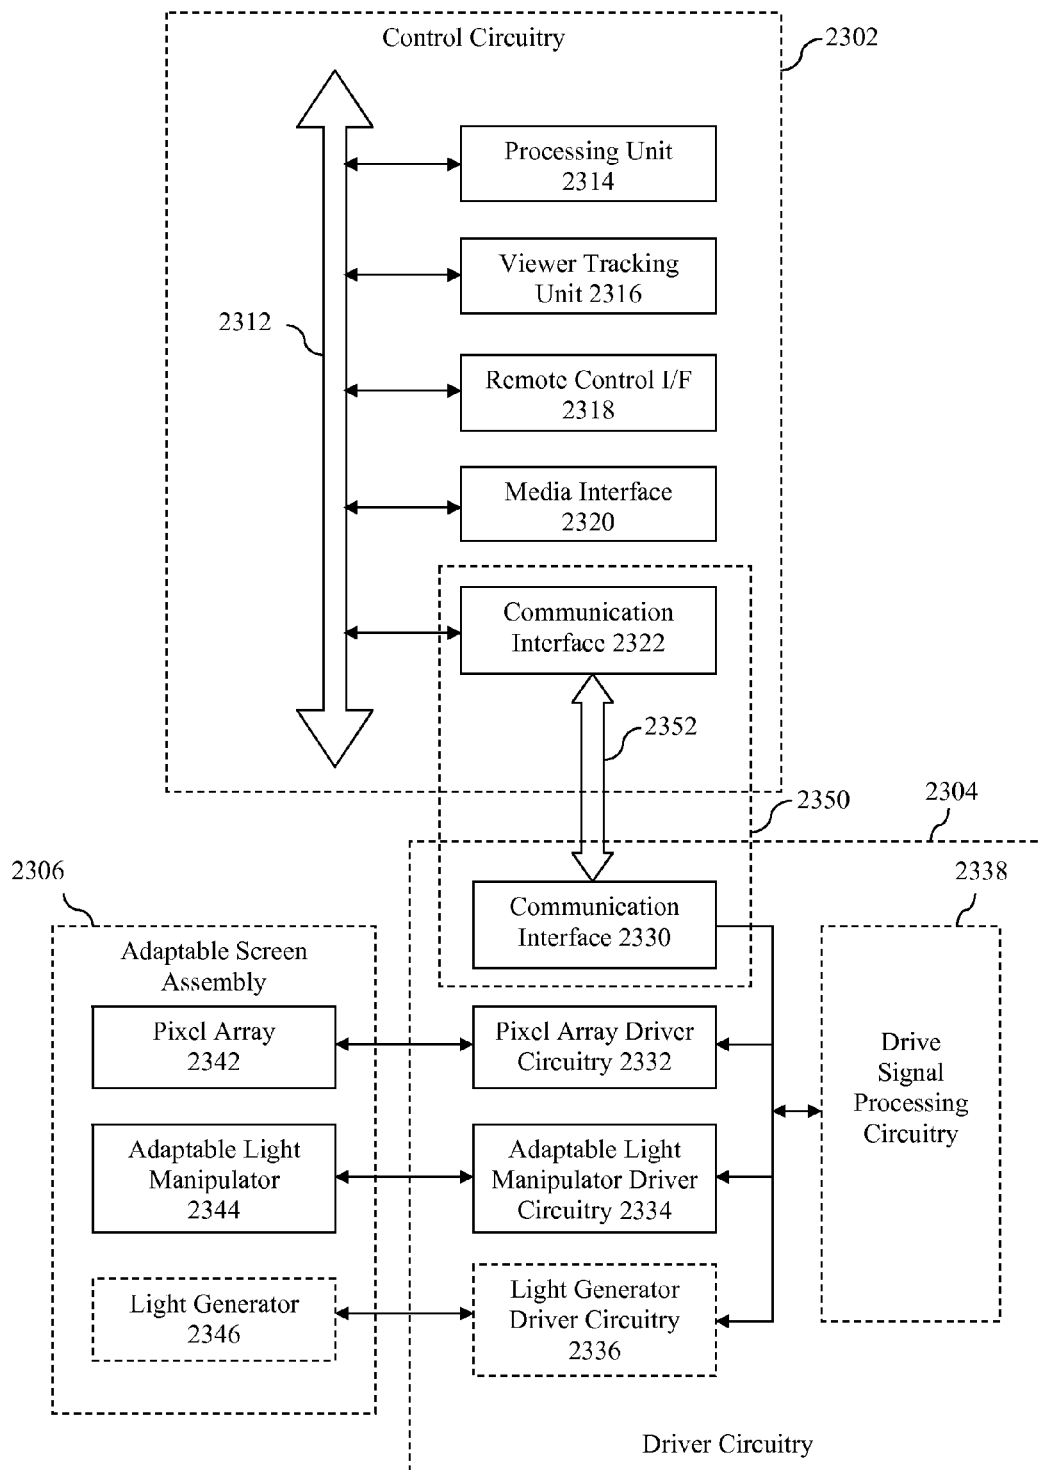 Control Circuitry
2302
Processing Unit
2314
Viewer Tracking
Unit 2316
2312
Remote Control I/F
2318
Media Interface
2320
Communication
Interface 2322
2352
2350
2304
2306
2338
Communication
Interface 2330
Adaptable Screen
Assembly
Pixel Array
2342
Pixel Array Driver
Circuitry 2332
Drive
Signal
Processing
Circuitry
Adaptable Light
Manipulator
2344
Adaptable Light
Manipulator Driver
Circuitry 2334
Light Generator
2346
Light Generator
Driver Circuitry
2336
Driver Circuitry